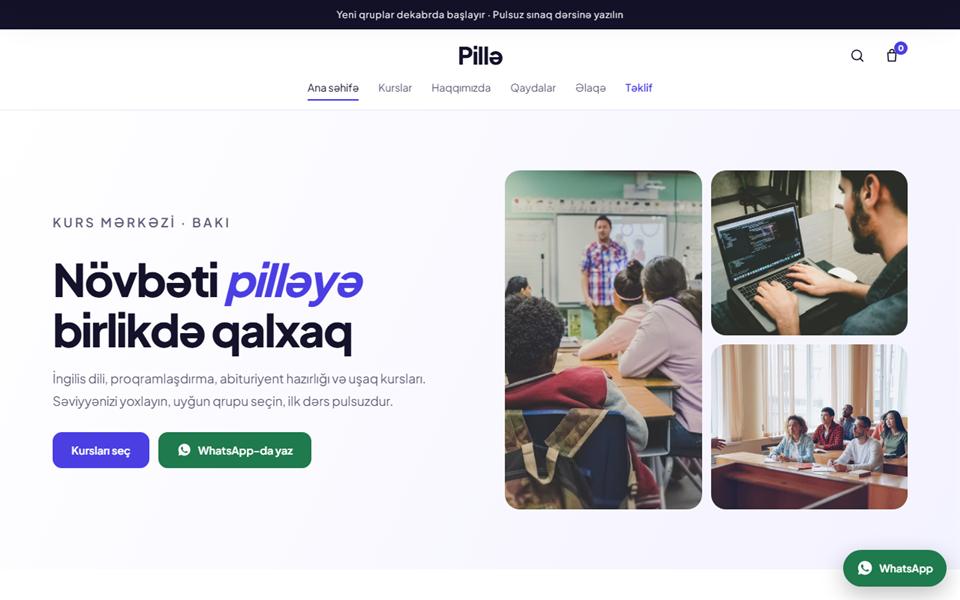 Yeni qruplar dekabrda başlayır · Pulsuz sınaq dərsinə yazılın
Pillə
0
Ana səhifə Kurslar Haqqımızda Qaydalar Əlaqə Təklif
KURS MƏRKƏZİ · BAKI
Növbəti pilləyə
birlikdə qalxaq
İngilis dili, proqramlaşdırma, abituriyent hazırlığı və uşaq kursları.
Səviyyənizi yoxlayın, uyğun qrupu seçin, ilk dərs pulsuzdur.
Kursları seç
WhatsApp-da yaz
WhatsApp